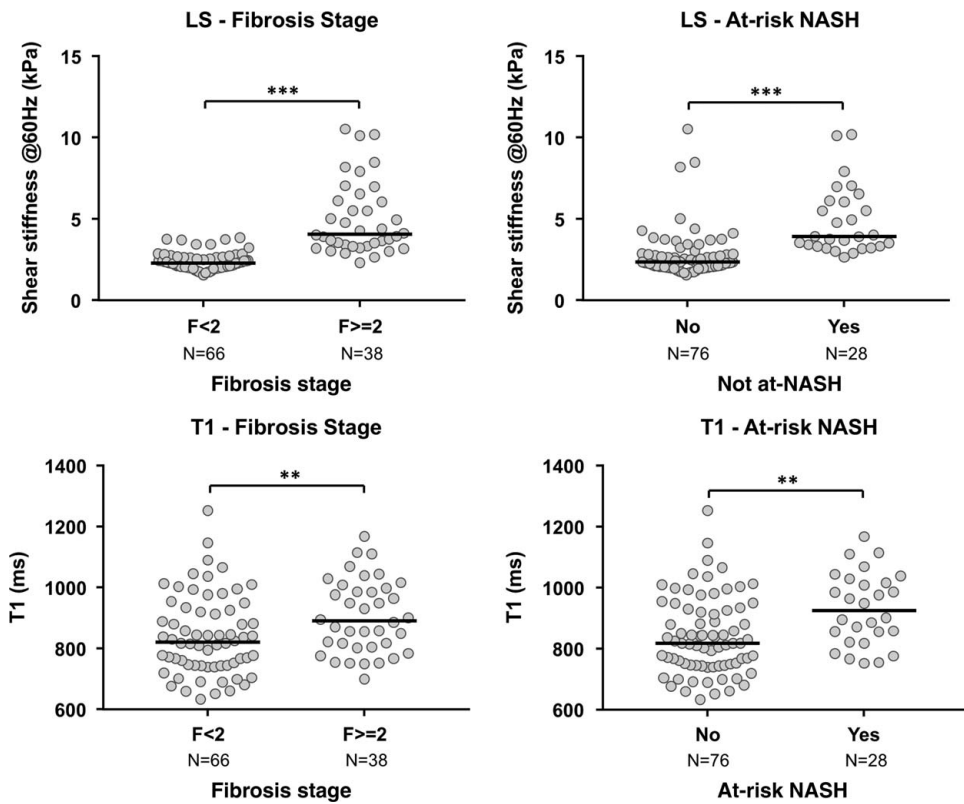 LS - Fibrosis Stage
Shear stiffness @60Hz (kPa)
15
10
5
0
***
F<2
F>=2
N=66
N=38
Fibrosis stage
LS - At-risk NASH
Shear stiffness @60Hz (kPa)
15
10
5
0
***
No
Yes
N=76
N=28
Not at-NASH
T1 - Fibrosis Stage
T1 (ms)
1400
1200
1000
800
600
**
F<2
F>=2
N=66
N=38
Fibrosis stage
T1 - At-risk NASH
T1 (ms)
1400
1200
1000
800
600
**
No
Yes
N=76
N=28
At-risk NASH